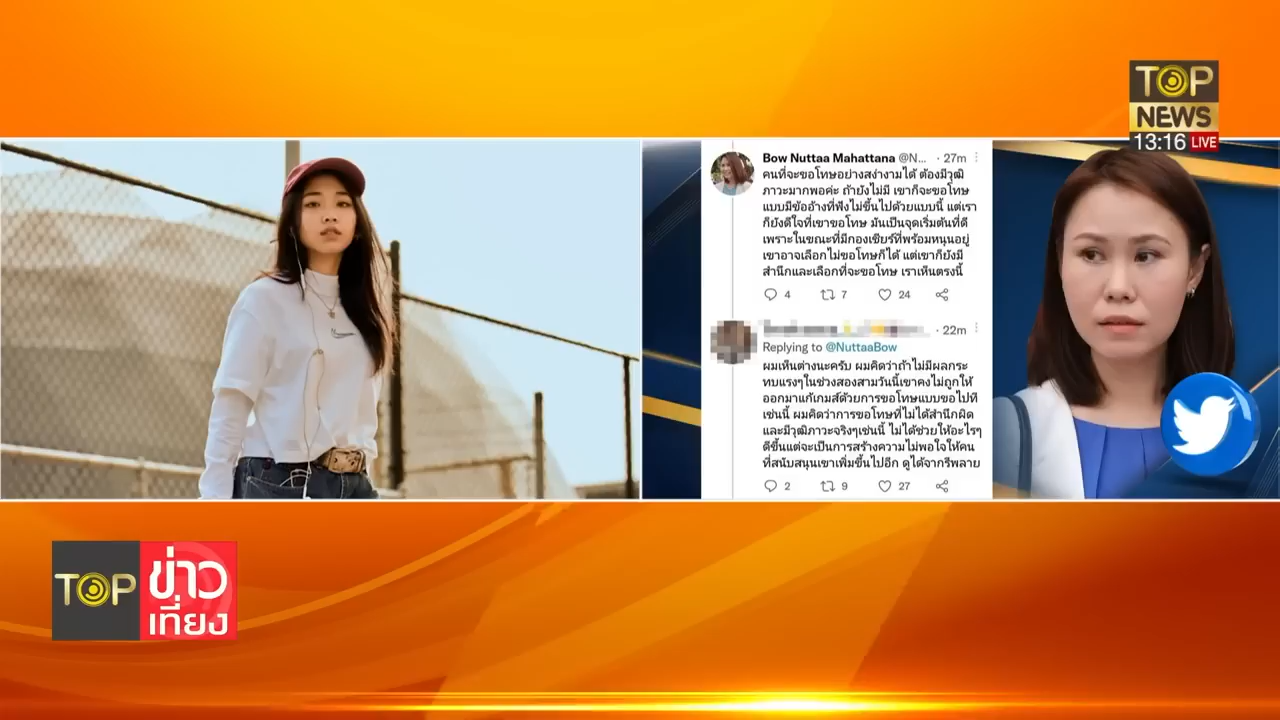 TOP
NEWS
13:16 LIVE
Bow Nuttaa Mahattana @N... · 27m
คนที่จะขอโทษอย่างสง่างามได้ ต้องมีวุฒิ
ภาวะมากพอค่ะ ถ้ายังไม่มี เขาก็จะขอโทษ
แบบมีข้ออ้างที่ฟังไม่ขึ้นไปด้วยแบบนี้ แต่เรา
ก็ยังดีใจที่เขาขอโทษ มันเป็นจุดเริ่มต้นที่ดี
เพราะในขณะที่มีกองเชียร์ที่พร้อมหนุนอยู่
เขาอาจเลือกไม่ขอโทษก็ได้ แต่เขาก็ยังมี
สำนึกและเลือกที่จะขอโทษ เราเห็นตรงนี้
4 7 24
· 22m
Replying to @NuttaaBow
ผมเห็นต่างนะครับ ผมคิดว่าถ้าไม่มีผลกระ
ทบแรงๆในช่วงสองสามวันนี้เขาคงไม่ถูกให้
ออกมาแก้เกมส์ด้วยการขอโทษแบบขอไปที
เช่นนี้ ผมคิดว่าการขอโทษที่ไม่ได้สำนึกผิด
และมีวุฒิภาวะจริงๆเช่นนี้ ไม่ได้ช่วยให้อะไรๆ
ดีขึ้นแต่จะเป็นการสร้างความไม่พอใจให้คน
ที่สนับสนุนเขาเพิ่มขึ้นไปอีก ดูได้จากรีพลาย
2 9 27
TOP
ข่าว
เที่ยง